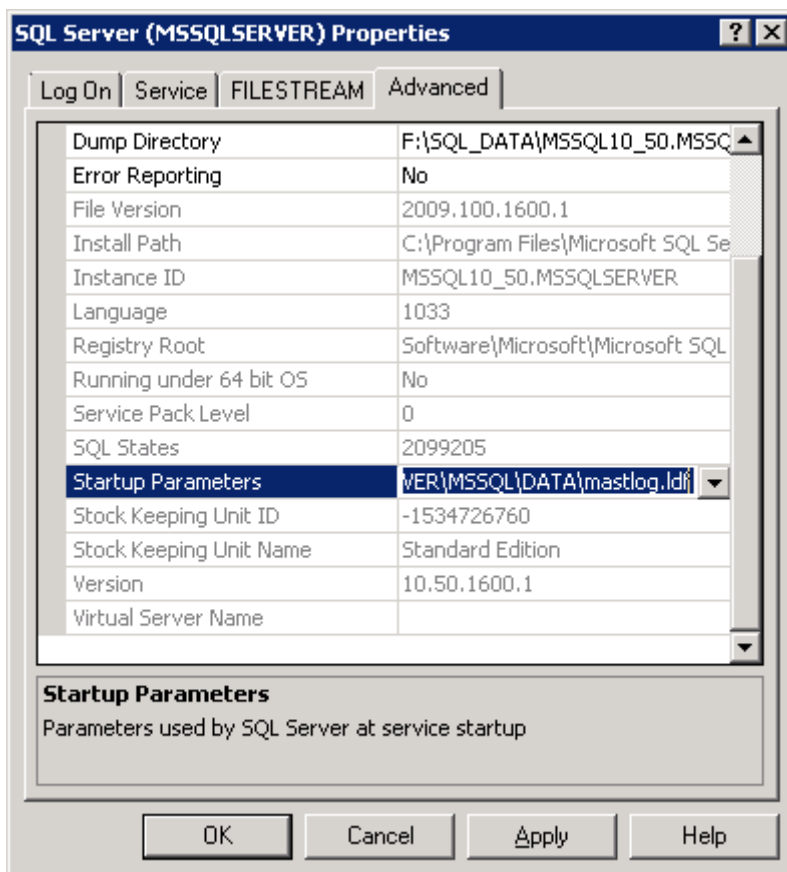 SQL Server (MSSQLSERVER) Properties
Log On Service FILESTREAM Advanced
Dump Directory F:\SQL_DATA\MSSQL10_50.MSSQ
Error Reporting No
File Version 2009.100.1600.1
Install Path C:\Program Files\Microsoft SQL Se
Instance ID MSSQL10_50.MSSQLSERVER
Language 1033
Registry Root Software\Microsoft\Microsoft SQL
Running under 64 bit OS No
Service Pack Level 0
SQL States 2099205
Startup Parameters VER\MSSQL\DATA\mastlog.ldf
Stock Keeping Unit ID -1534726760
Stock Keeping Unit Name Standard Edition
Version 10.50.1600.1
Virtual Server Name
Startup Parameters
Parameters used by SQL Server at service startup
OK Cancel Apply Help